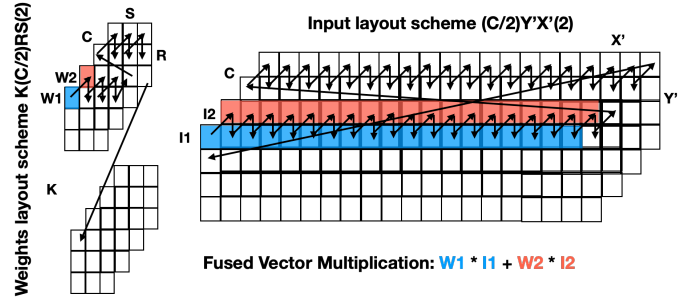 Weights layout scheme K(C/2)RS(2)
S
C
R
W2
W1
K
Input layout scheme (C/2)Y'X'(2)
X'
C
Y'
I2
I1
Fused Vector Multiplication: W1 * I1 + W2 * I2